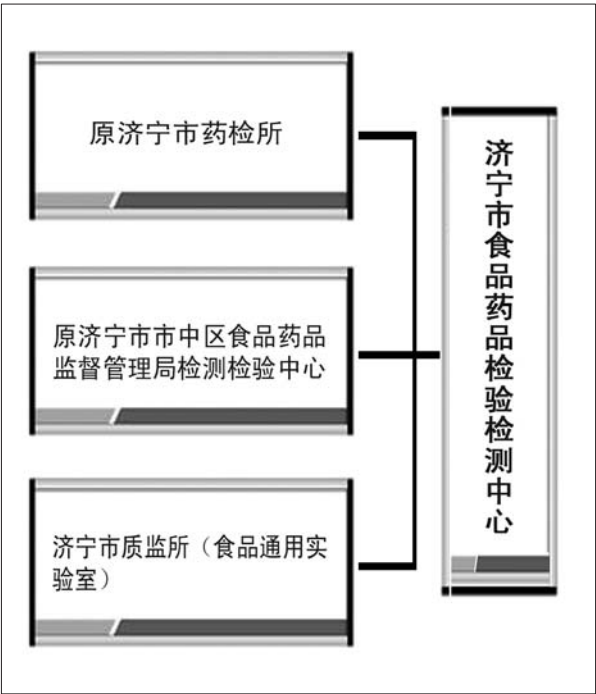 原济宁市药检所
原济宁市市中区食品药品
监督管理局检测检验中心
济宁市质监所（食品通用实
验室）
济宁市食品药品检验检测中心